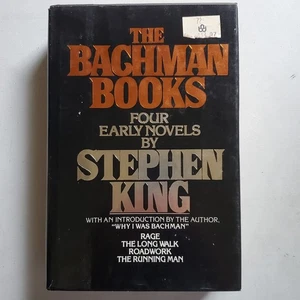 THE
BACHMAN
BOOKS
FOUR
EARLY NOVELS
BY
STEPHEN
KING
WITH AN INTRODUCTION BY THE AUTHOR,
"WHY I WAS BACHMAN"
RAGE
THE LONG WALK
ROADWORK
THE RUNNING MAN